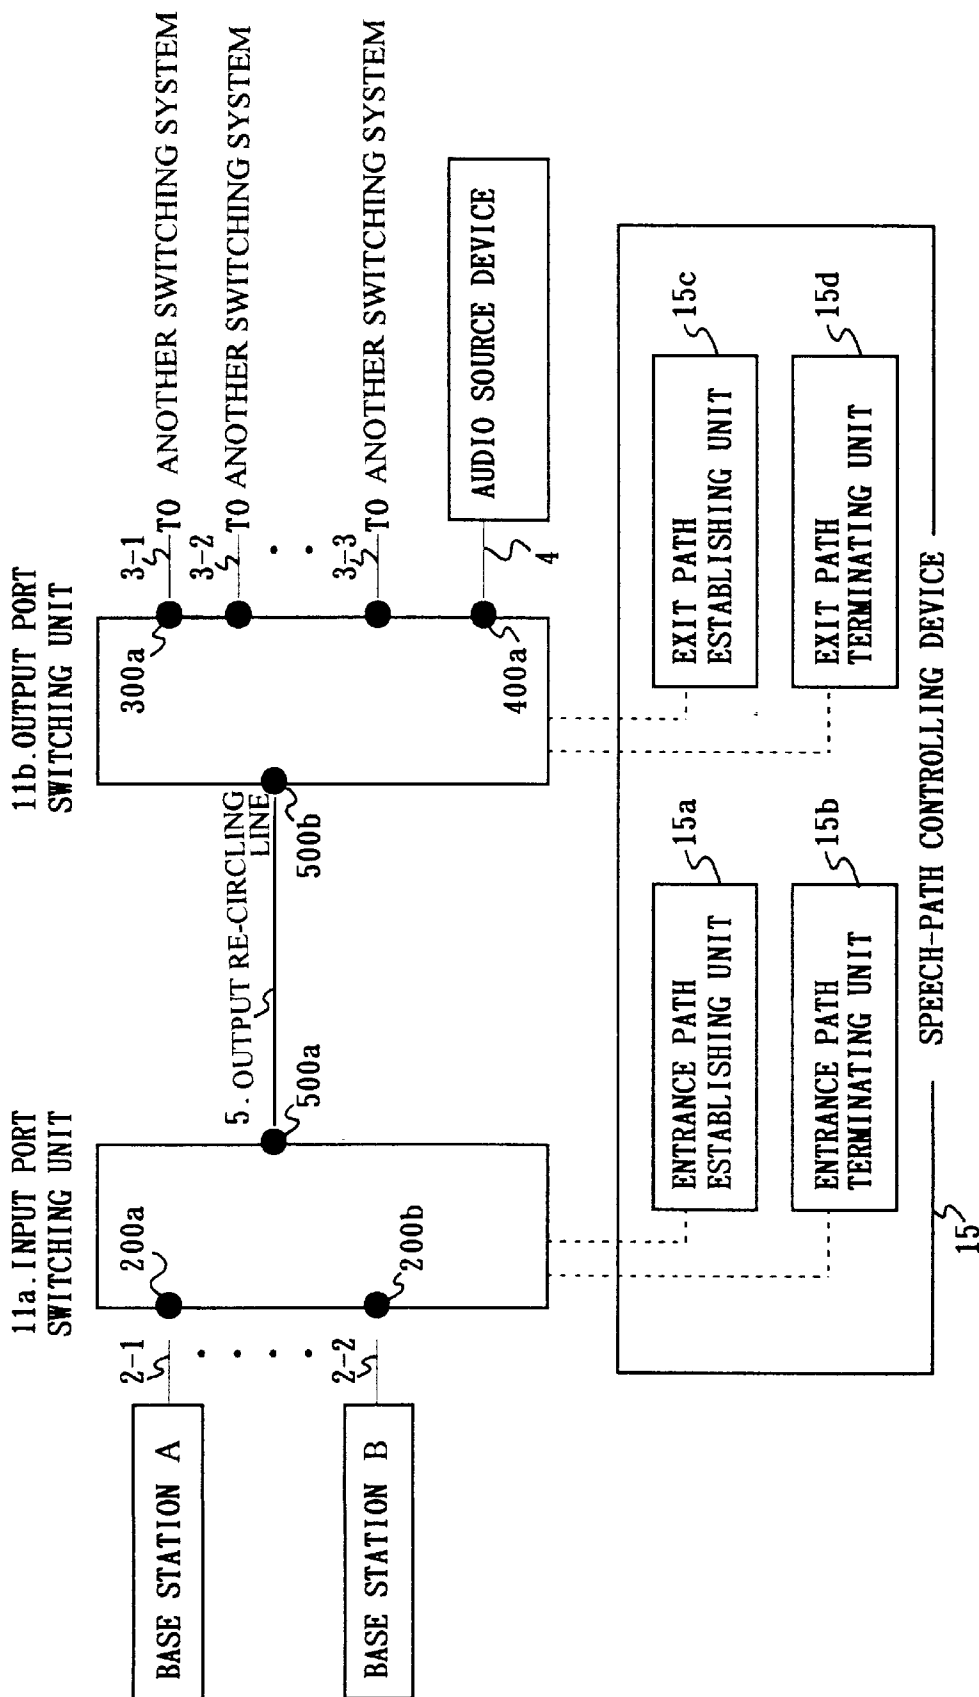 11a.INPUT PORT
SWITCHING UNIT
11b.OUTPUT PORT
SWITCHING UNIT
BASE STATION A
2-1
200a
BASE STATION B
2-2
200b
5. OUTPUT RE-CIRCLING
LINE
500a
500b
300a
3-1
TO ANOTHER SWITCHING SYSTEM
3-2
TO ANOTHER SWITCHING SYSTEM
3-3
TO ANOTHER SWITCHING SYSTEM
400a
4
AUDIO SOURCE DEVICE
ENTRANCE PATH
ESTABLISHING UNIT
15a
EXIT PATH
ESTABLISHING UNIT
15c
ENTRANCE PATH
TERMINATING UNIT
15b
EXIT PATH
TERMINATING UNIT
15d
SPEECH-PATH CONTROLLING DEVICE
15